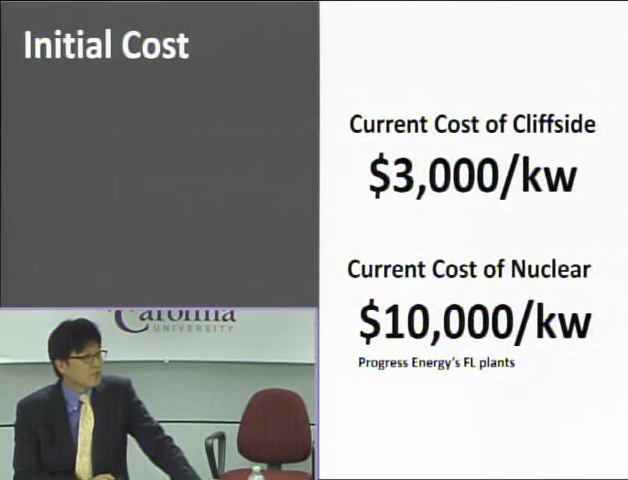 Initial Cost
Current Cost of Cliffside
$3,000/kw
Current Cost of Nuclear
$10,000/kw
Progress Energy's FL plants
Carolina
UNIVERSITY